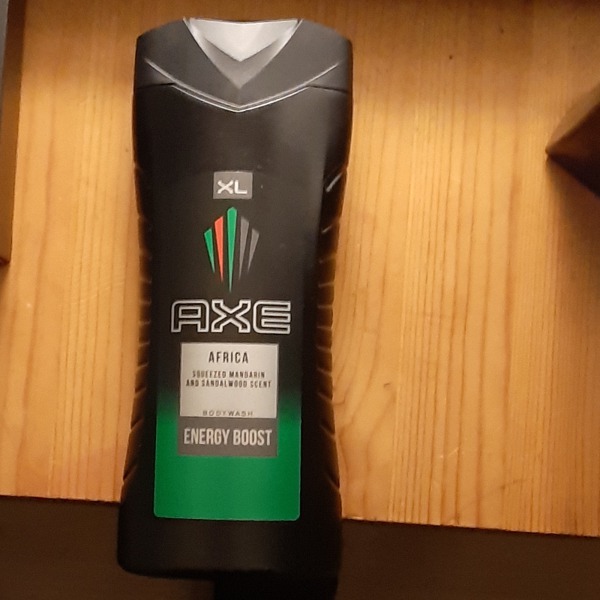 XL
AXE
AFRICA
SQUEEZED MANDARIN
AND SANDALWOOD SCENT
BODYWASH
ENERGY BOOST